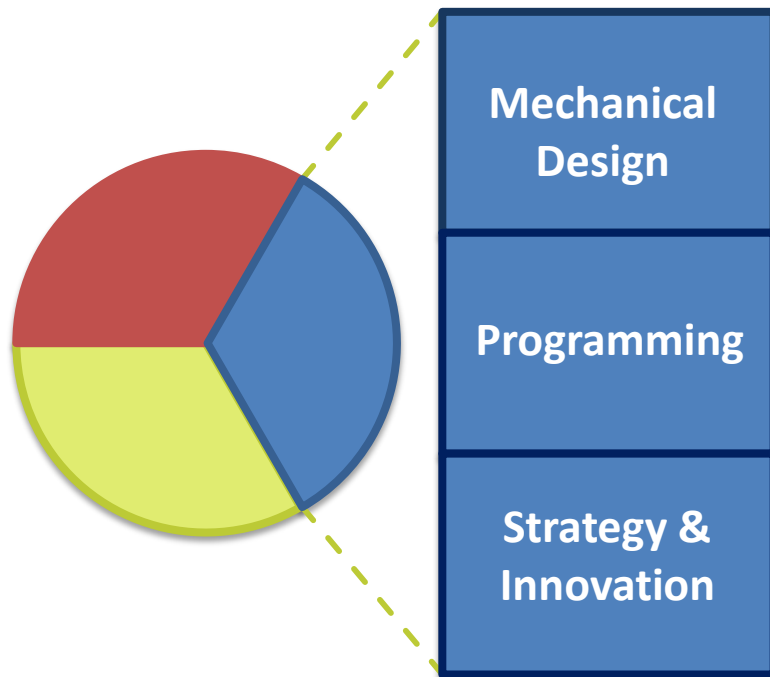 Mechanical
Design
Programming
Strategy &
Innovation